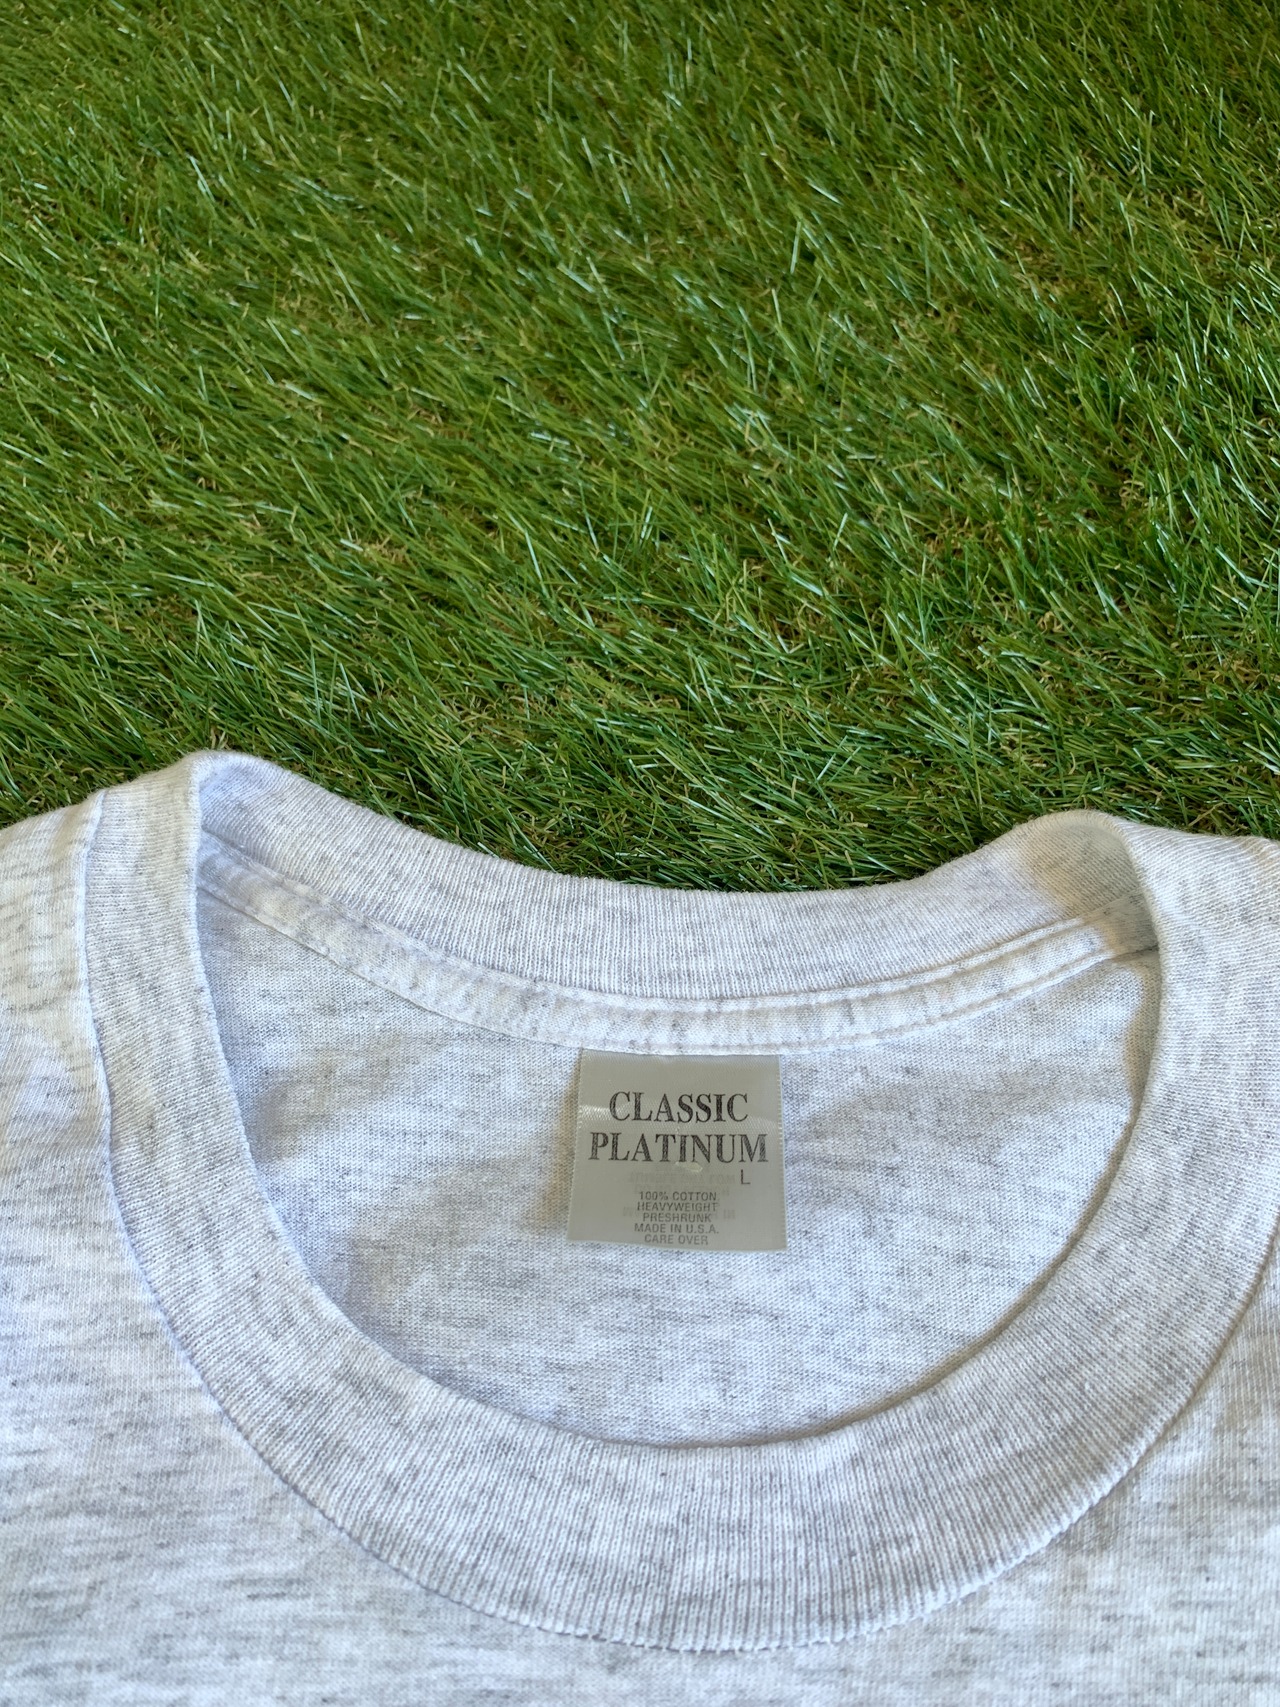 CLASSIC
PLATINUM
L
100% COTTON
HEAVYWEIGHT
PRESHRUNK
MADE IN U.S.A.
CARE OVER